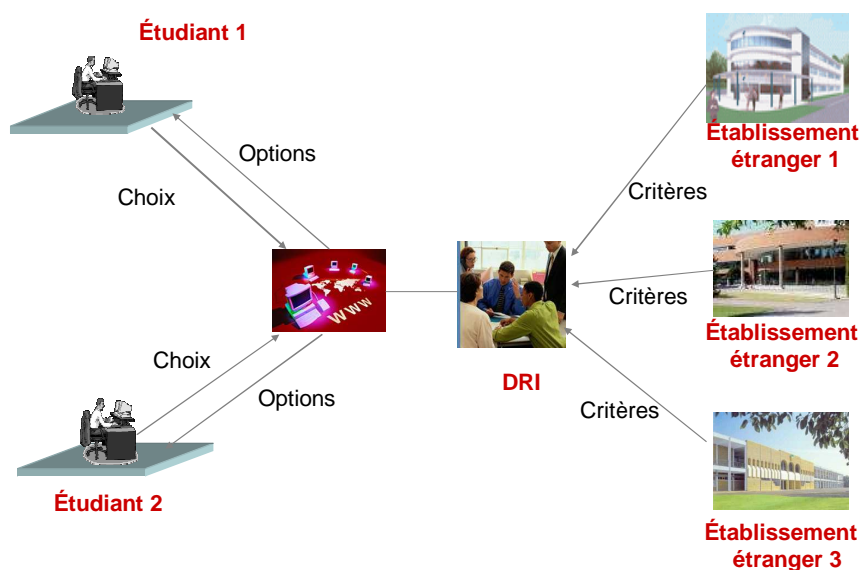 Étudiant 1
Options
Choix
Choix
Options
Étudiant 2
WWW
DRI
Établissement
étranger 1
Critères
Critères
Établissement
étranger 2
Critères
Établissement
étranger 3